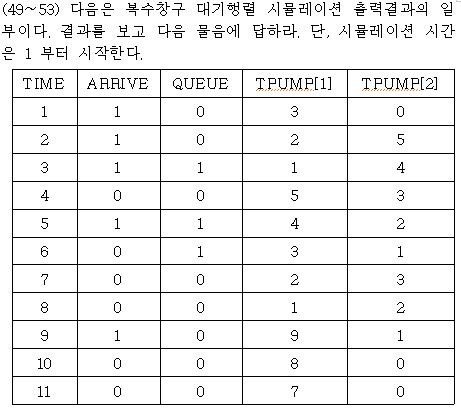 (49~53) 다음은 복수창구 대기행렬 시뮬레이션 출력결과의 일
부이다. 결과를 보고 다음 물음에 답하라. 단, 시뮬레이션 시간
은 1 부터 시작한다.
TIME ARRIVE QUEUE TPUMP[1] TPUMP[2]
1 1 0 3 0
2 1 0 2 5
3 1 1 1 4
4 0 0 5 3
5 1 1 4 2
6 0 1 3 1
7 0 0 2 3
8 0 0 1 2
9 1 0 9 1
10 0 0 8 0
11 0 0 7 0